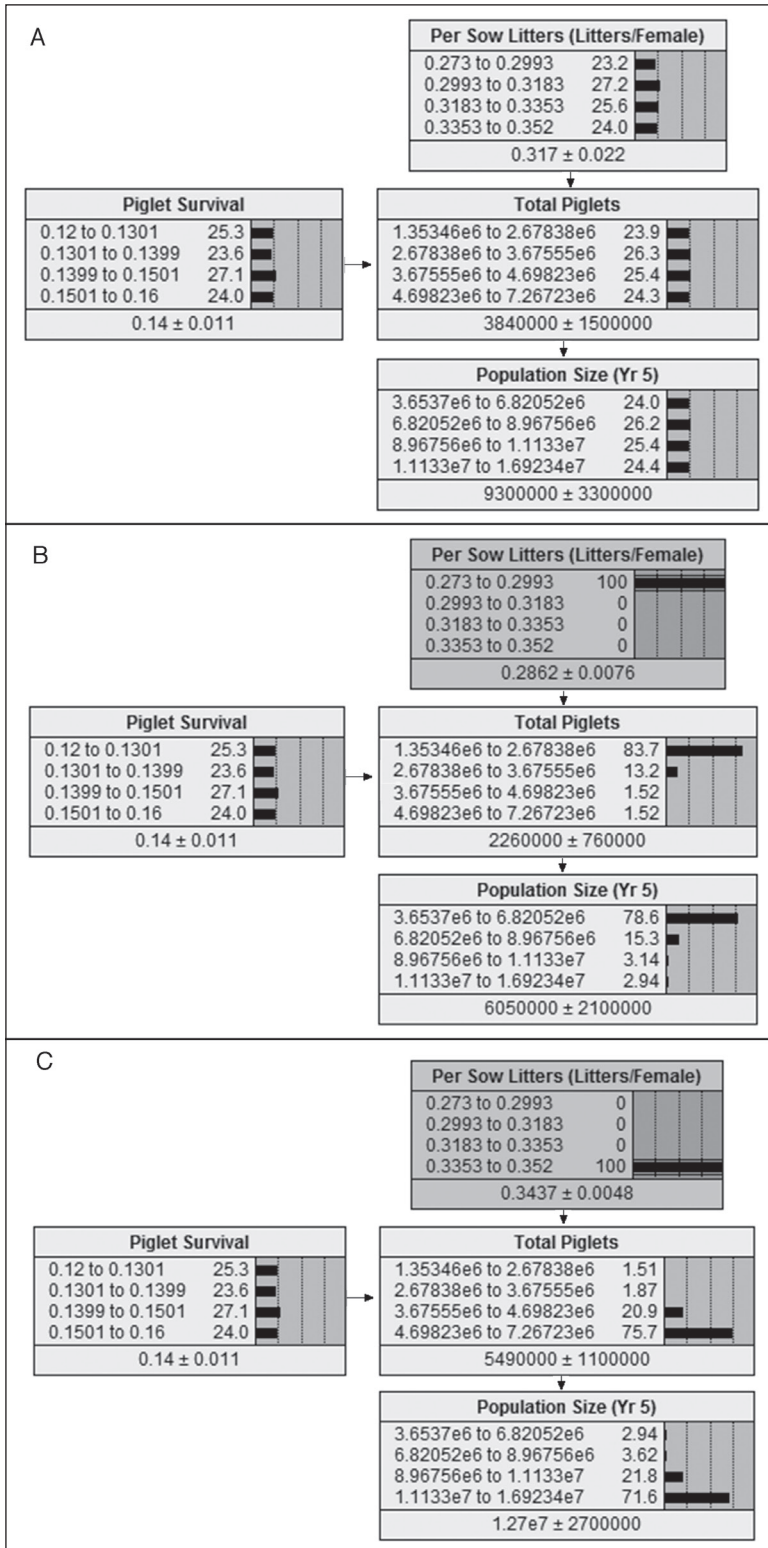 A
Per Sow Litters (Litters/Female)
0.273 to 0.2993 23.2
0.2993 to 0.3183 27.2
0.3183 to 0.3353 25.6
0.3353 to 0.352 24.0
0.317 ± 0.022
Piglet Survival
0.12 to 0.1301 25.3
0.1301 to 0.1399 23.6
0.1399 to 0.1501 27.1
0.1501 to 0.16 24.0
0.14 ± 0.011
Total Piglets
1.35346e6 to 2.67838e6 23.9
2.67838e6 to 3.67555e6 26.3
3.67555e6 to 4.69823e6 25.4
4.69823e6 to 7.26723e6 24.3
3840000 ± 1500000
Population Size (Yr 5)
3.6537e6 to 6.82052e6 24.0
6.82052e6 to 8.96756e6 26.2
8.96756e6 to 1.1133e7 25.4
1.1133e7 to 1.69234e7 24.4
9300000 ± 3300000
B
Per Sow Litters (Litters/Female)
0.273 to 0.2993 100
0.2993 to 0.3183 0
0.3183 to 0.3353 0
0.3353 to 0.352 0
0.2862 ± 0.0076
Piglet Survival
0.12 to 0.1301 25.3
0.1301 to 0.1399 23.6
0.1399 to 0.1501 27.1
0.1501 to 0.16 24.0
0.14 ± 0.011
Total Piglets
1.35346e6 to 2.67838e6 83.7
2.67838e6 to 3.67555e6 13.2
3.67555e6 to 4.69823e6 1.52
4.69823e6 to 7.26723e6 1.52
2260000 ± 760000
Population Size (Yr 5)
3.6537e6 to 6.82052e6 78.6
6.82052e6 to 8.96756e6 15.3
8.96756e6 to 1.1133e7 3.14
1.1133e7 to 1.69234e7 2.94
6050000 ± 2100000
C
Per Sow Litters (Litters/Female)
0.273 to 0.2993 0
0.2993 to 0.3183 0
0.3183 to 0.3353 0
0.3353 to 0.352 100
0.3437 ± 0.0048
Piglet Survival
0.12 to 0.1301 25.3
0.1301 to 0.1399 23.6
0.1399 to 0.1501 27.1
0.1501 to 0.16 24.0
0.14 ± 0.011
Total Piglets
1.35346e6 to 2.67838e6 1.51
2.67838e6 to 3.67555e6 1.87
3.67555e6 to 4.69823e6 20.9
4.69823e6 to 7.26723e6 75.7
5490000 ± 1100000
Population Size (Yr 5)
3.6537e6 to 6.82052e6 2.94
6.82052e6 to 8.96756e6 3.62
8.96756e6 to 1.1133e7 21.8
1.1133e7 to 1.69234e7 71.6
1.27e7 ± 2700000